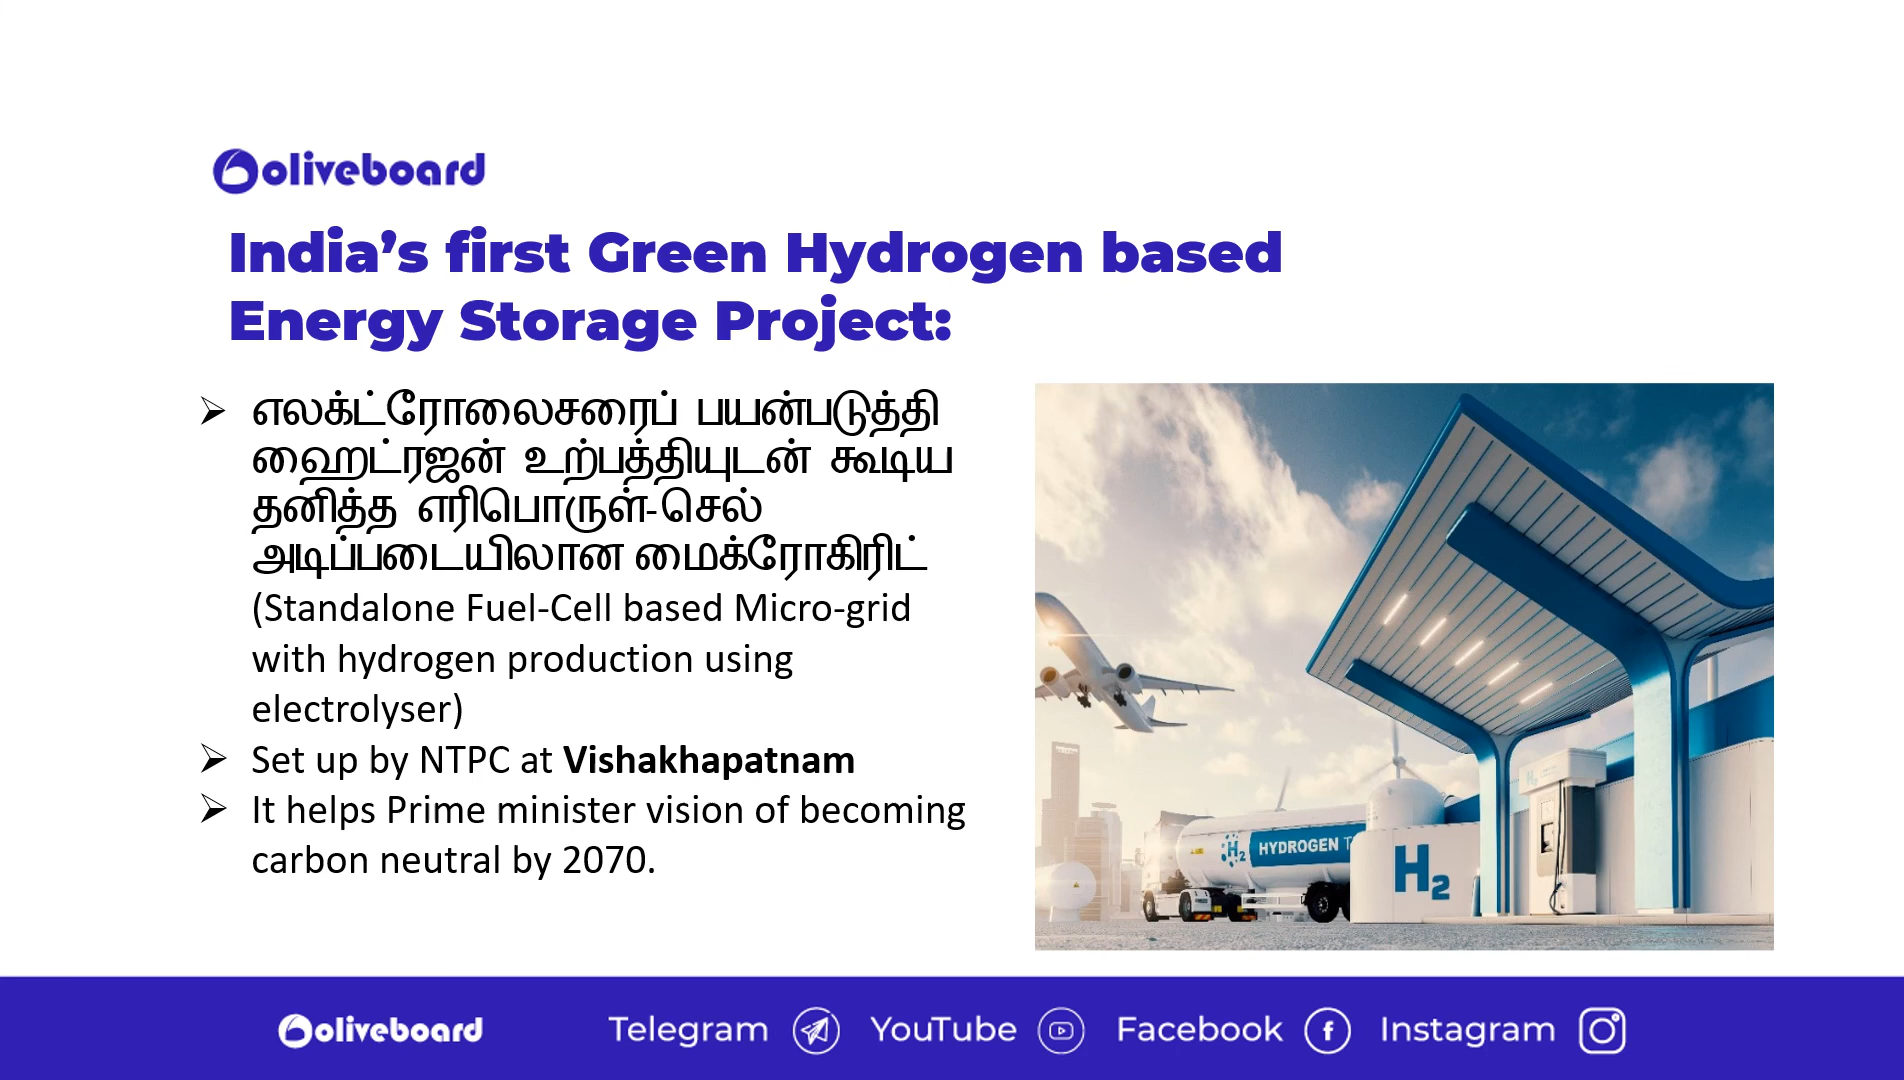 oliveboard
India’s first Green Hydrogen based
Energy Storage Project:
➢ எலக்ட்ரோலைசரைப் பயன்படுத்தி
ஹைட்ரஜன் உற்பத்தியுடன் கூடிய
தனித்த எரிபொருள்-செல்
அடிப்படையிலான மைக்ரோகிரிட்
(Standalone Fuel-Cell based Micro-grid
with hydrogen production using
electrolyser)
➢ Set up by NTPC at Vishakhapatnam
➢ It helps Prime minister vision of becoming
carbon neutral by 2070.
H2
H2 HYDROGEN
H2
oliveboard Telegram YouTube Facebook Instagram